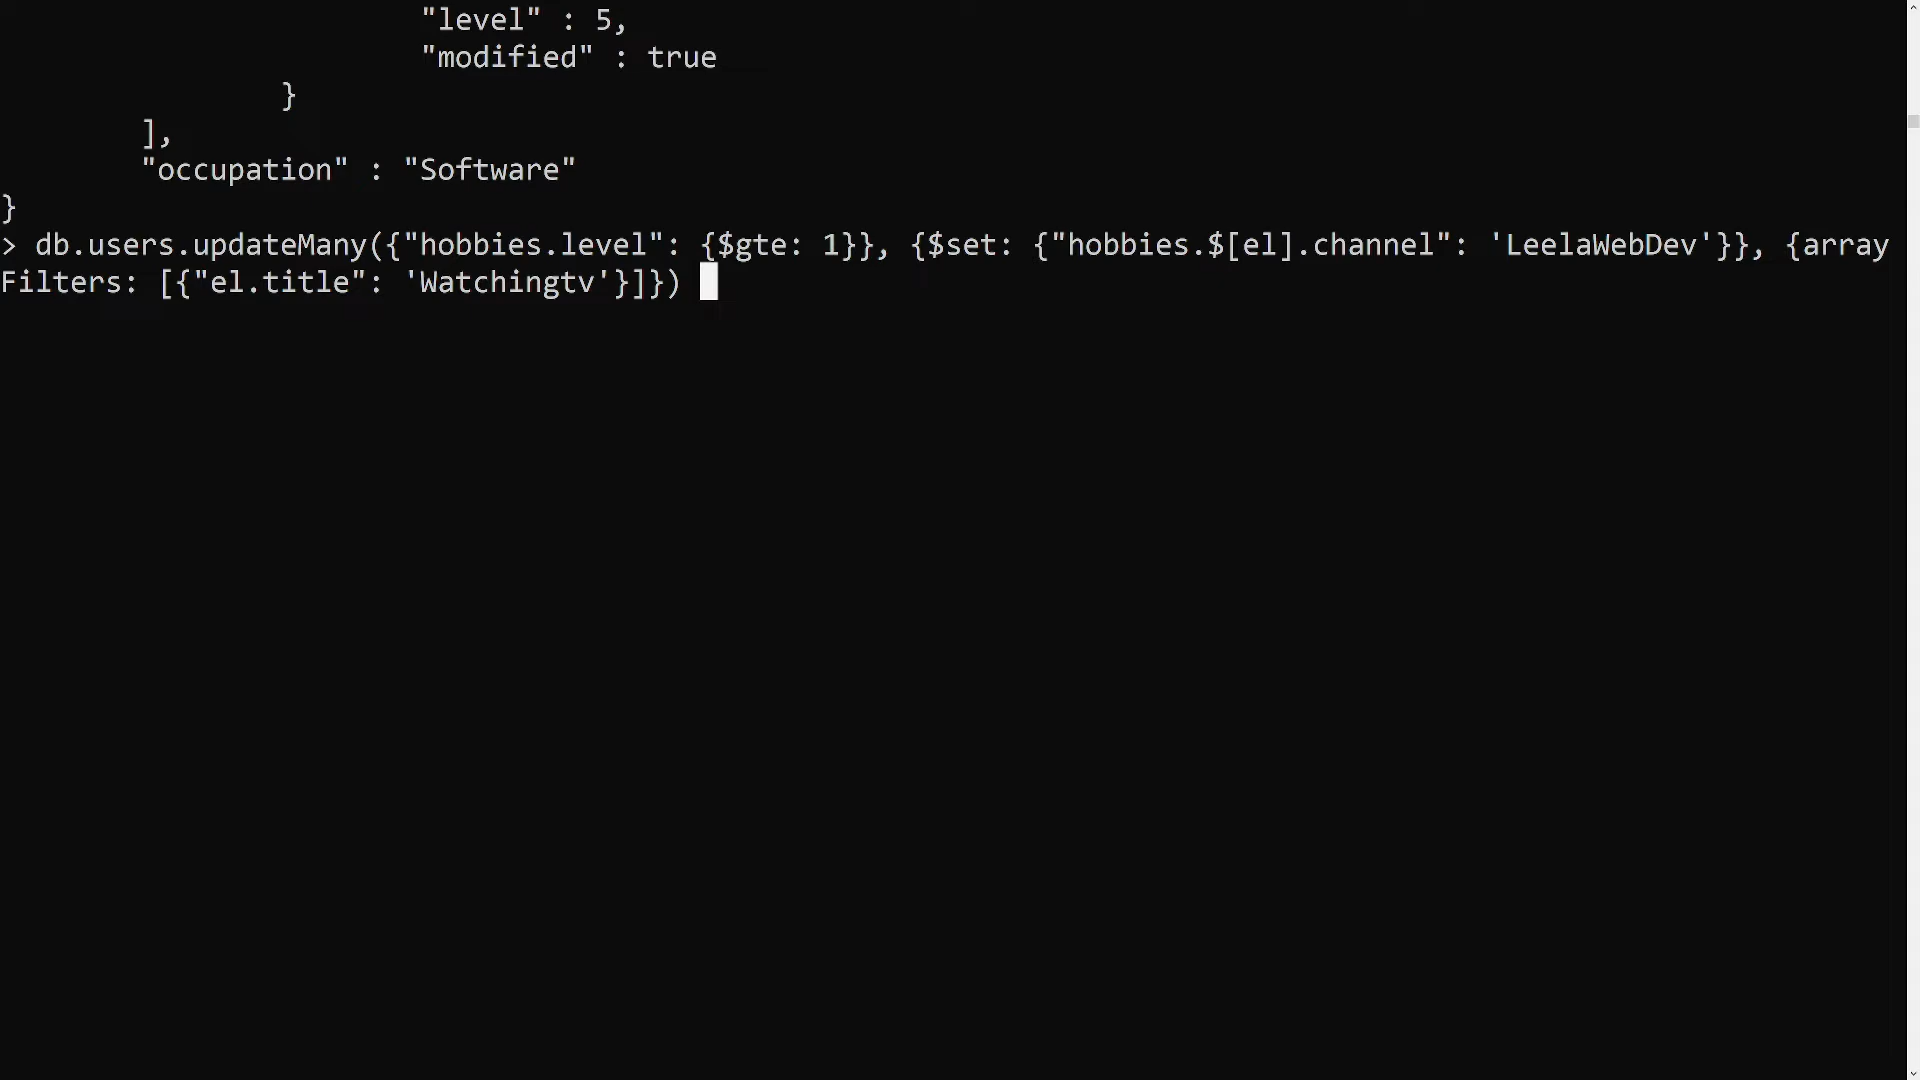 "level" : 5,
"modified" : true
}
],
"occupation" : "Software"
}
> db.users.updateMany({"hobbies.level": {$gte: 1}}, {$set: {"hobbies.$[el].channel": 'LeelaWebDev'}}, {array
Filters: [{"el.title": 'Watchingtv'}]})